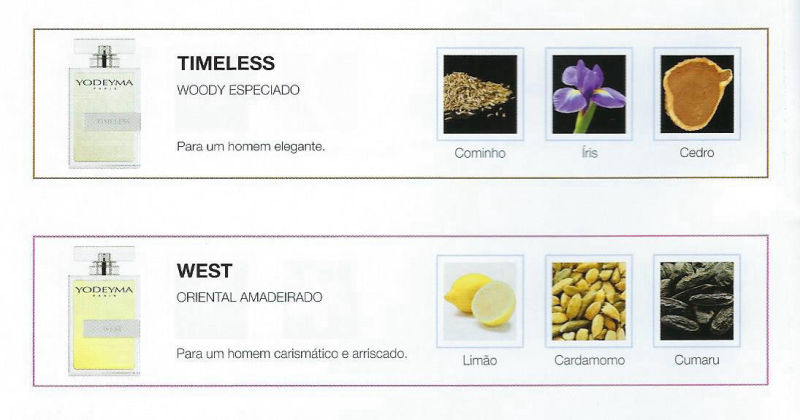 YODEYMA
PARIS
TIMELESS
TIMELESS
WOODY ESPECIADO
Para um homem elegante.
Cominho
Íris
Cedro
YODEYMA
PARIS
WEST
WEST
ORIENTAL AMADEIRADO
Para um homem carismático e arriscado.
Limão
Cardamomo
Cumaru